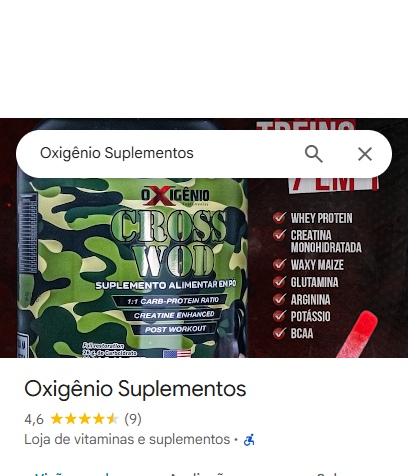 Oxigênio Suplementos
7 EM 1
OXIGÊNIO
CROSS
WOD
SUPLEMENTO ALIMENTAR EM PÓ
1:1 CARB-PROTEIN RATIO
CREATINE ENHANCED
POST WORKOUT
WHEY PROTEIN
CREATINA
MONOHIDRATADA
WAXY MAIZE
GLUTAMINA
ARGININA
POTÁSSIO
BCAA
Oxigênio Suplementos
4,6 (9)
Loja de vitaminas e suplementos •